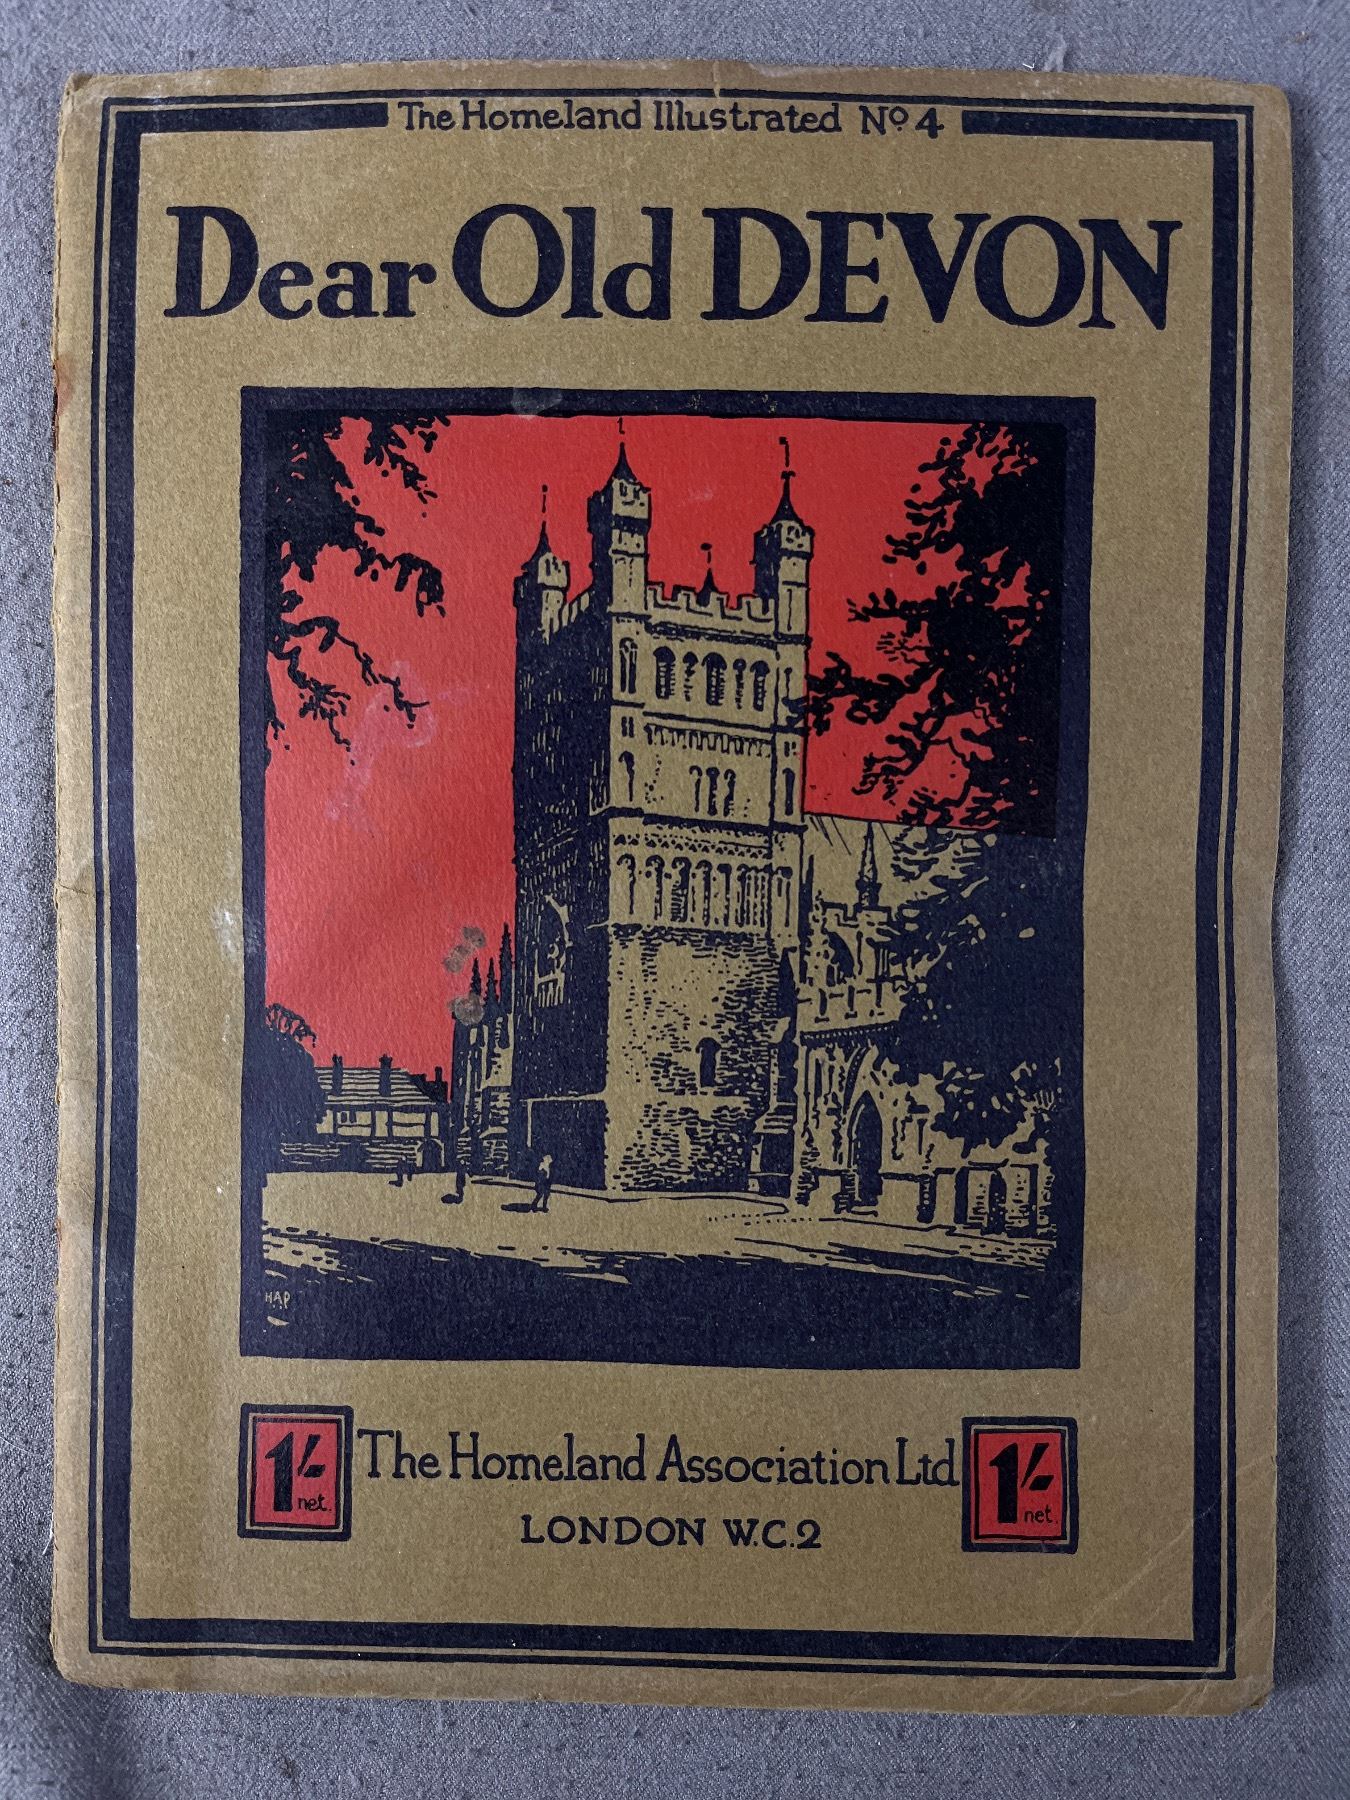 The Homeland Illustrated No. 4
Dear Old DEVON
HAP
1/- net.
The Homeland Association Ltd
LONDON W.C.2
1/- net.